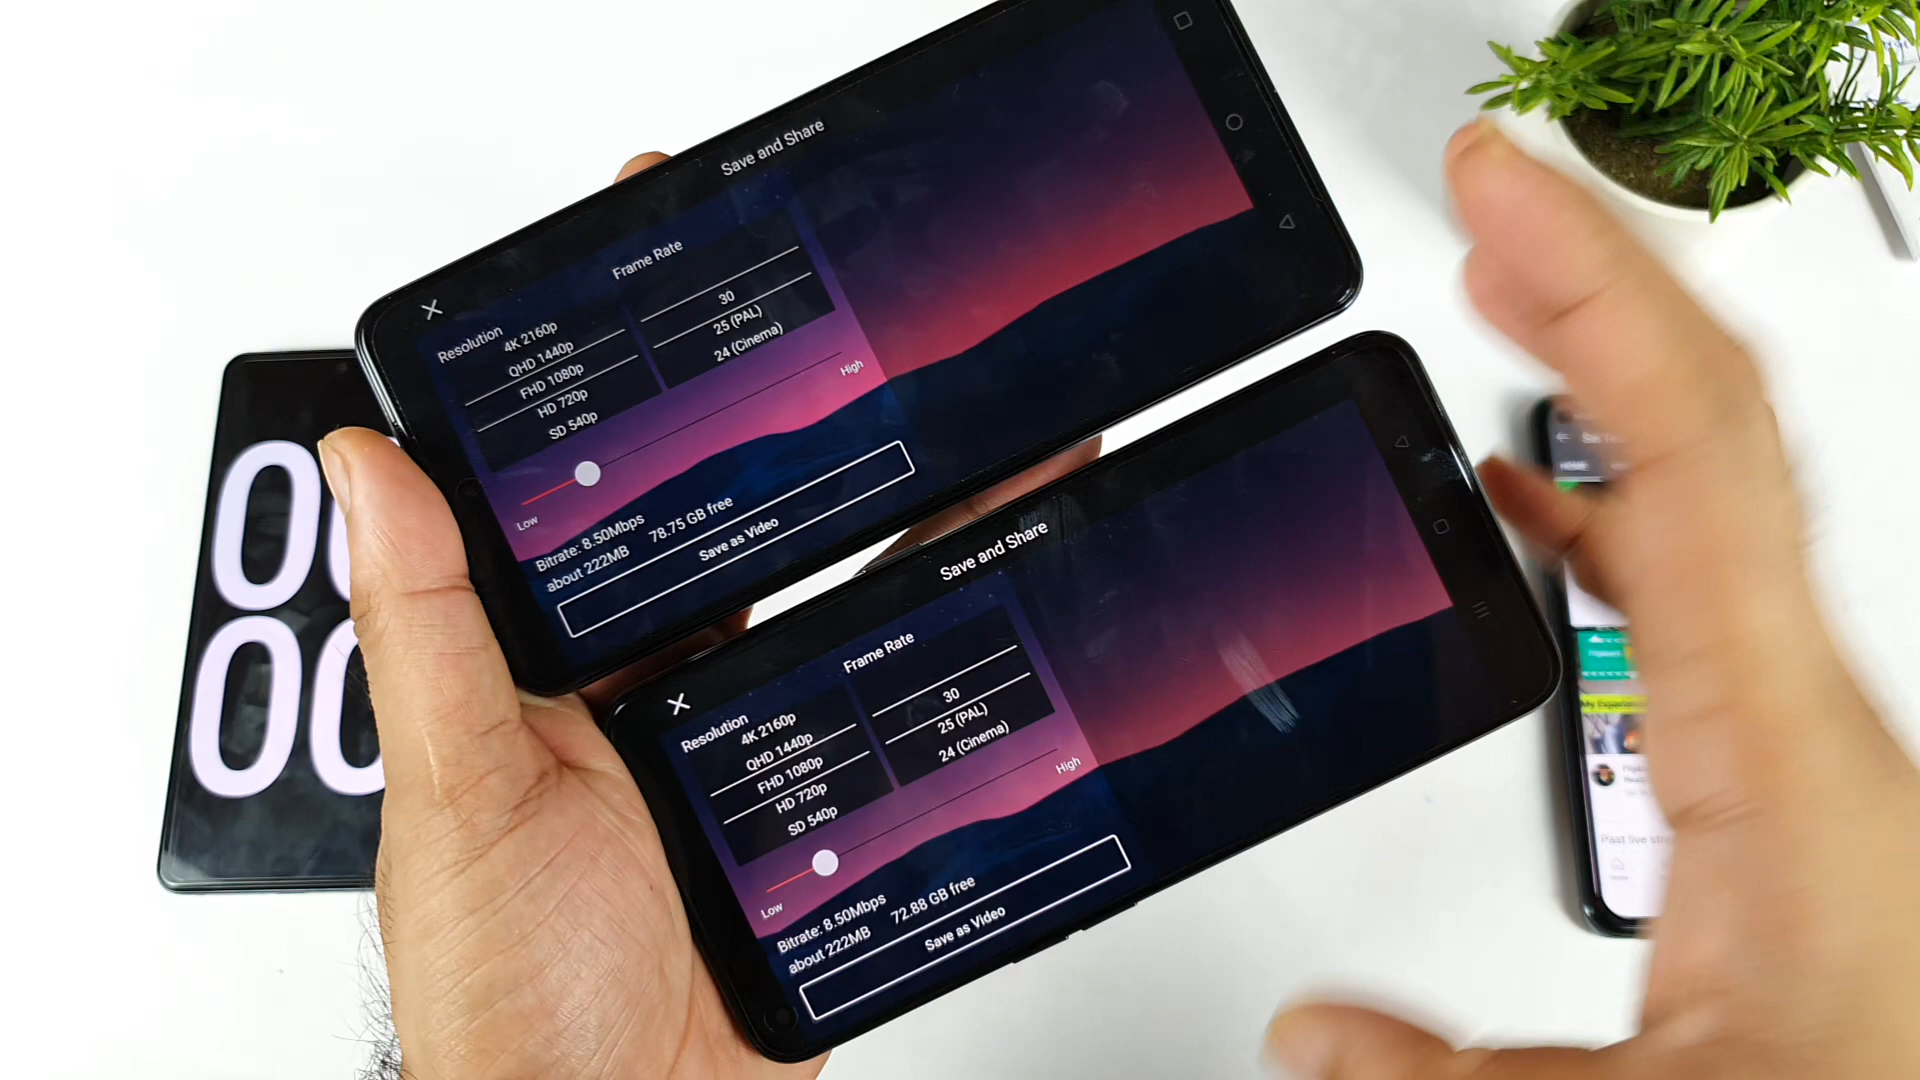 Save and Share
Frame Rate
Resolution
4K 2160p
QHD 1440p
FHD 1080p
HD 720p
SD 540p
30
25 (PAL)
24 (Cinema)
Low
High
Bitrate: 8.50Mbps
about 222MB
78.75 GB free
Save as Video
Save and Share
Frame Rate
Resolution
4K 2160p
QHD 1440p
FHD 1080p
HD 720p
SD 540p
30
25 (PAL)
24 (Cinema)
Low
High
Bitrate: 8.50Mbps
about 222MB
72.88 GB free
Save as Video
HOME
Past live